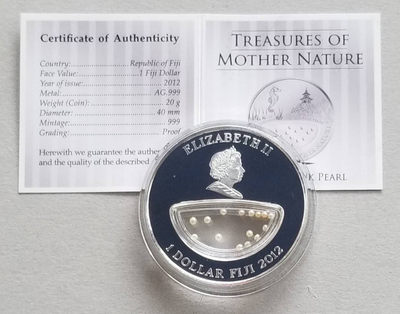 Certificate of Authenticity
Country: Republic of Fiji
Face Value: 1 Fiji Dollar
Year of issue: 2012
Metal: AG 999
Weight (Coin): 20 g
Diameter: 40 mm
Mintage: 999
Grading: Proof
Herewith we guarantee the
and the quality of the described
TREASURES OF
MOTHER NATURE
PEARL
ELIZABETH II
1 DOLLAR FIJI 2012